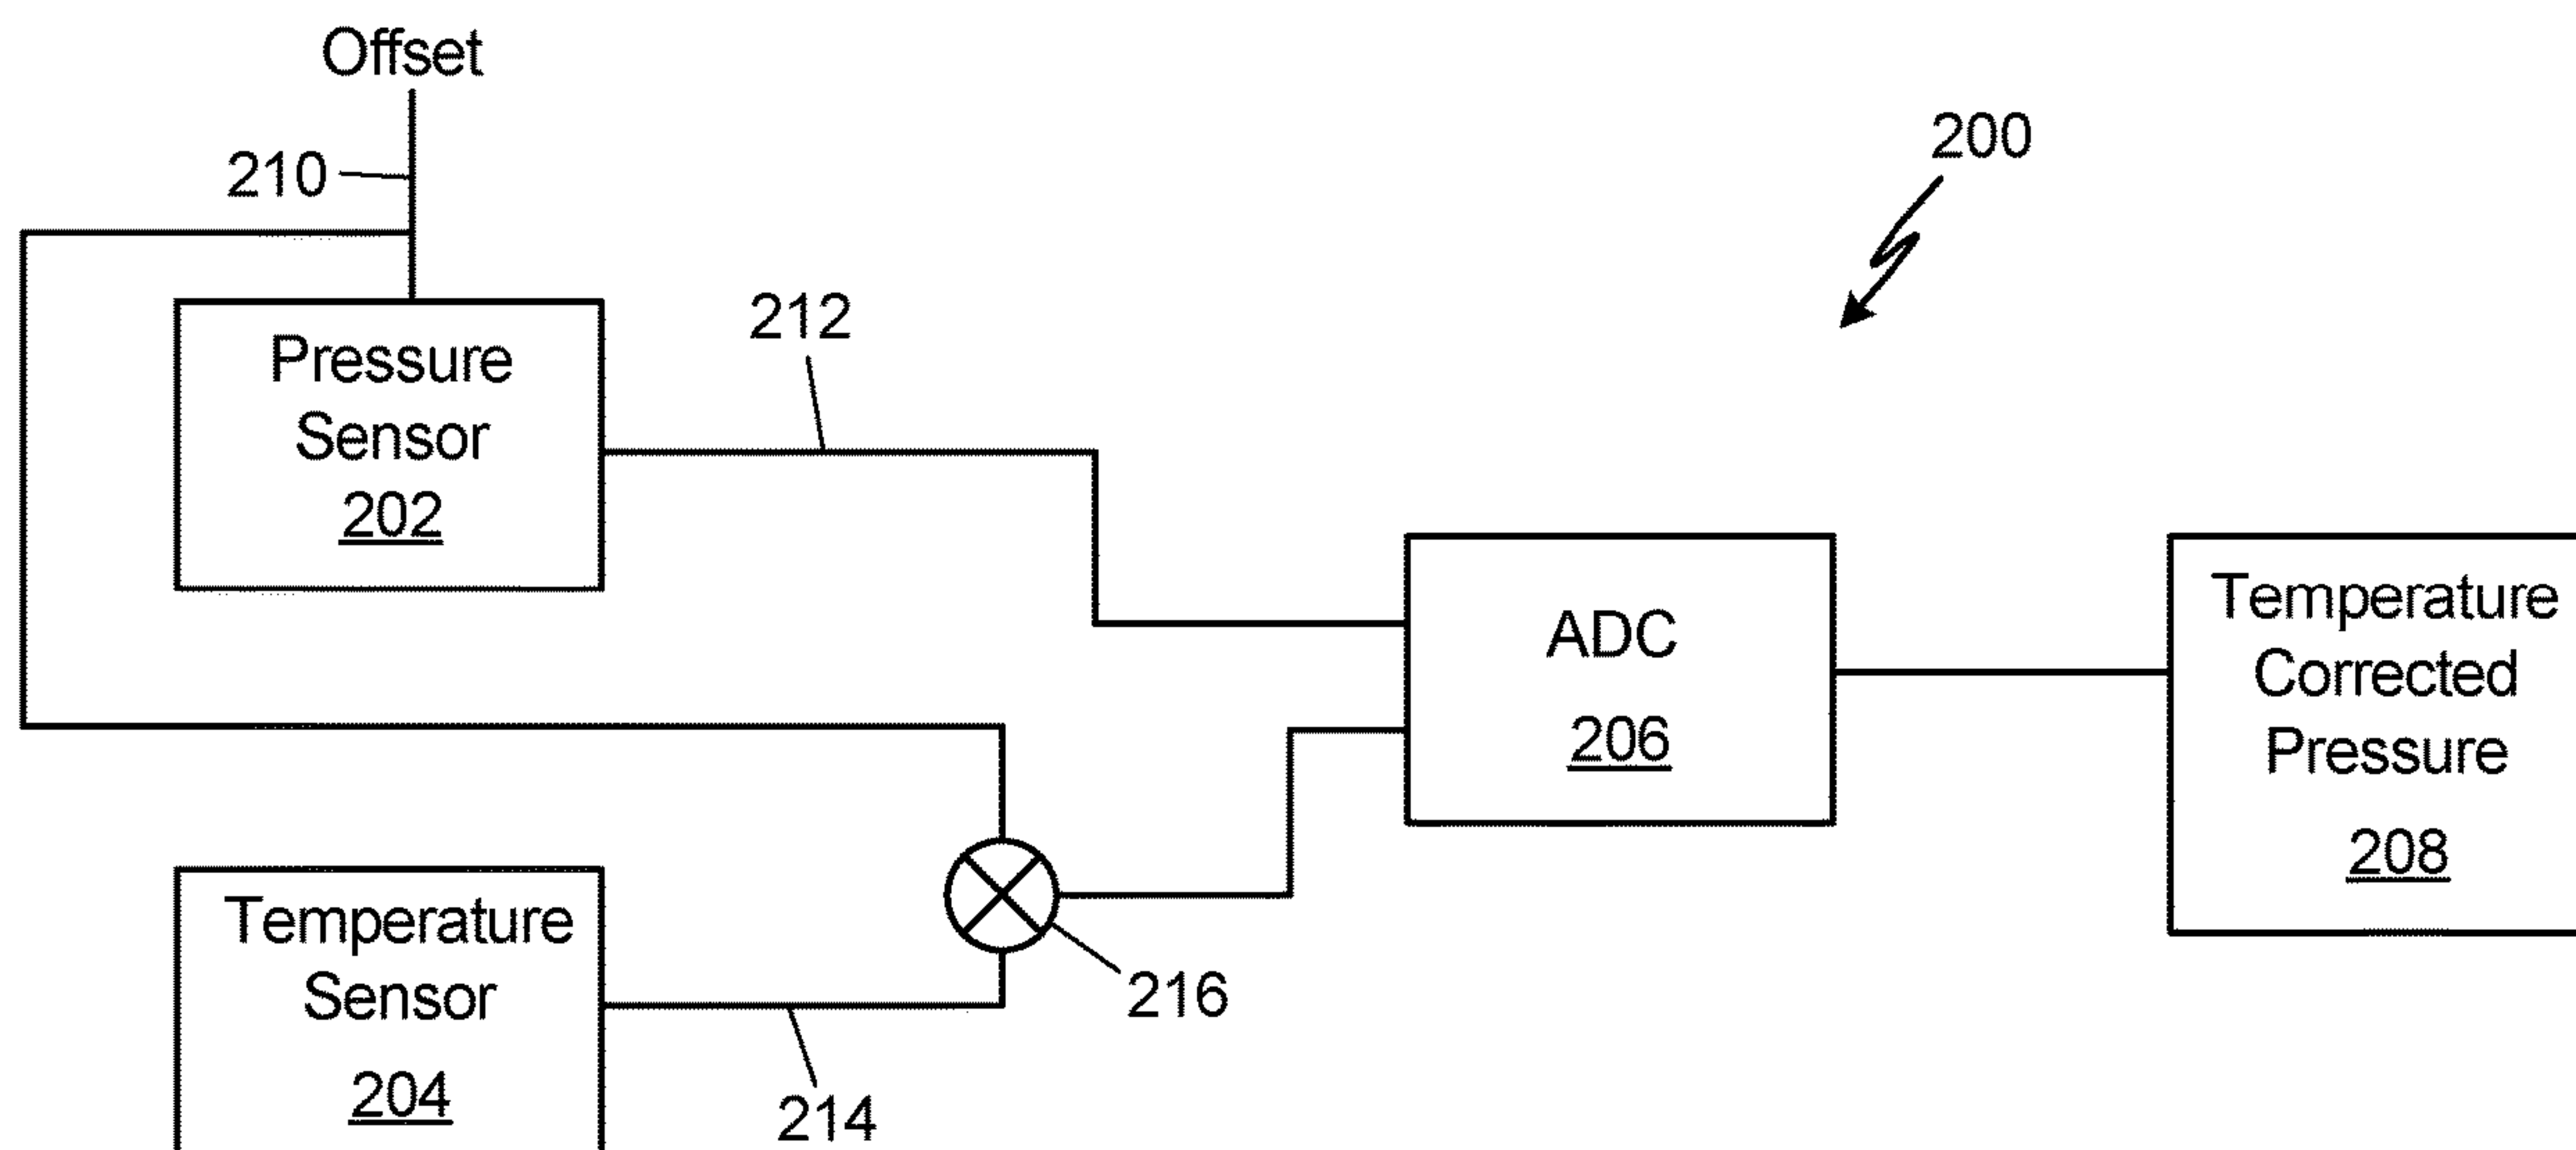 Offset
210
200
212
Pressure
Sensor
202
ADC
206
Temperature
Corrected
Pressure
208
Temperature
Sensor
204
216
214